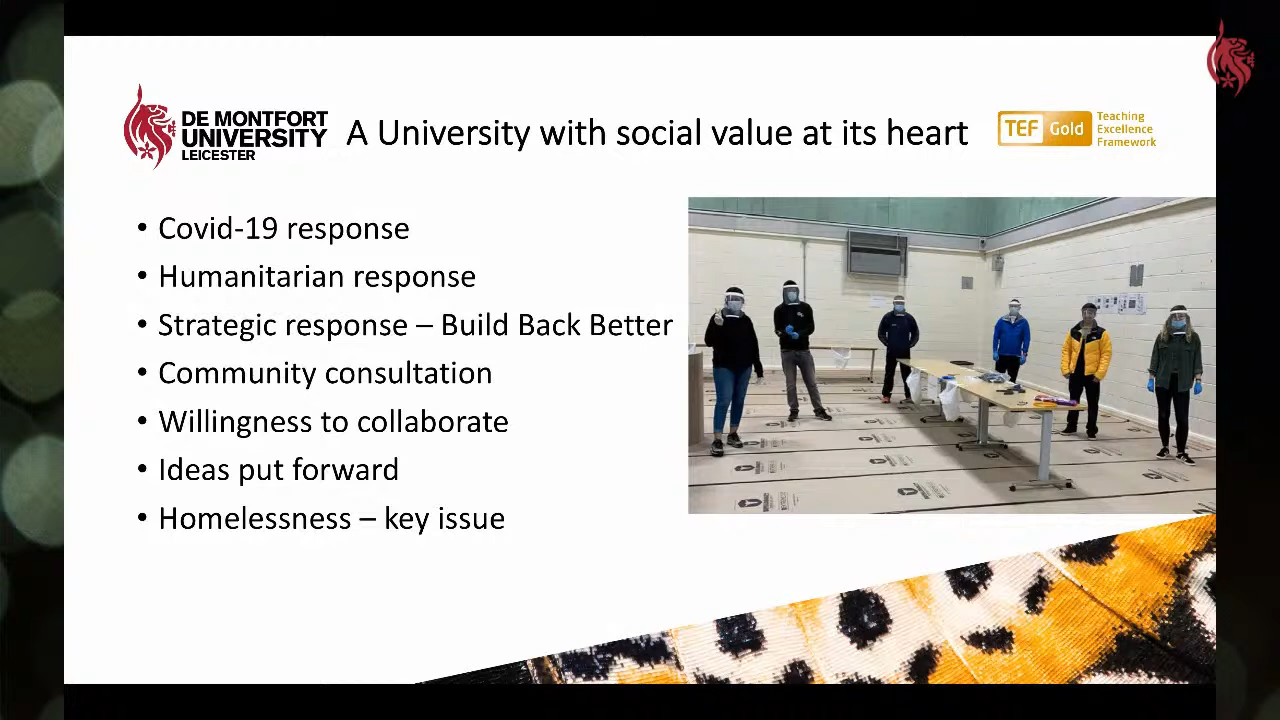 DE MONTFORT
UNIVERSITY
LEICESTER
A University with social value at its heart
TEF Gold
Teaching
Excellence
Framework
• Covid-19 response
• Humanitarian response
• Strategic response – Build Back Better
• Community consultation
• Willingness to collaborate
• Ideas put forward
• Homelessness – key issue